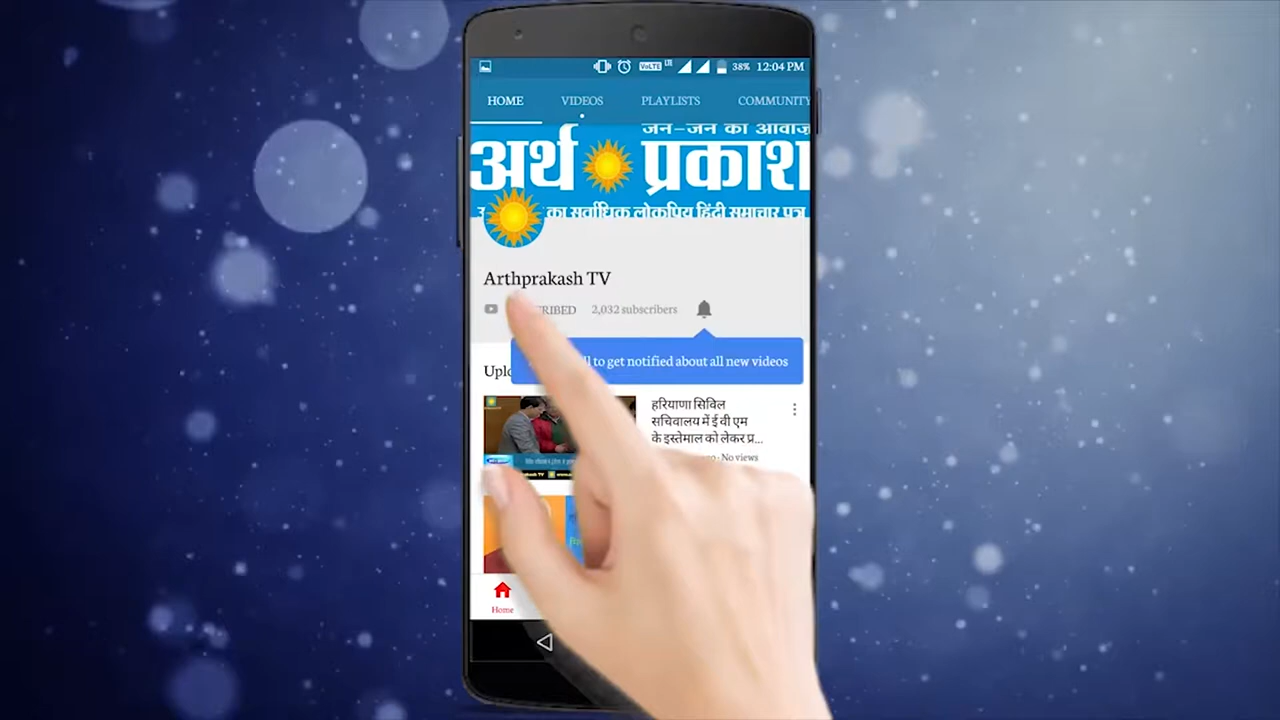 VoLTE LTE 38% 12:04 PM
HOME VIDEOS PLAYLISTS COMMUNITY
जन-जन की आवाज़
अर्थ प्रकाश
का सर्वाधिक लोकप्रिय हिंदी समाचार पत्र
Arthprakash TV
2,032 subscribers
to get notified about all new videos
हरियाणा सिविल
सचिवालय में ई वी एम
के इस्तेमाल को लेकर प्र...
No views
Home